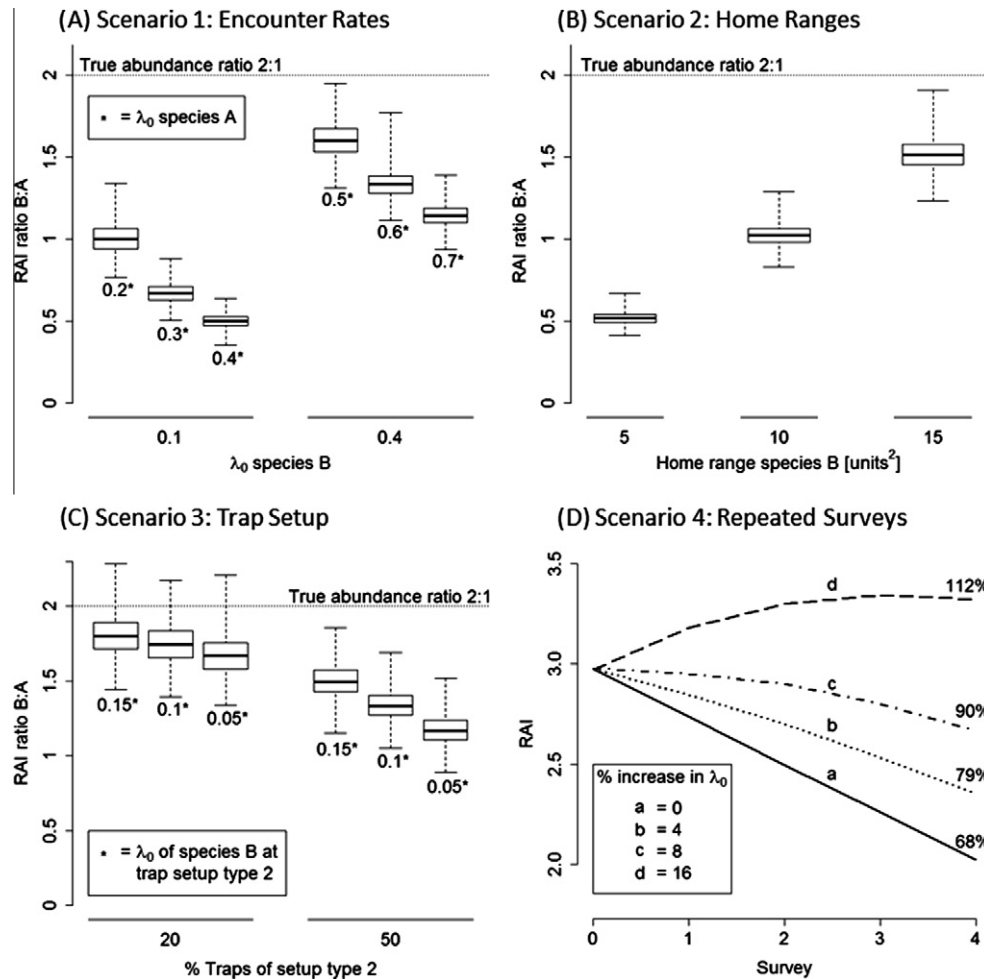 (A) Scenario 1: Encounter Rates
True abundance ratio 2:1
* = λ0 species A
RAI ratio B:A
2
1.5
1
0.5
0
0.2*
0.3*
0.4*
0.5*
0.6*
0.7*
0.1
0.4
λ0 species B
(B) Scenario 2: Home Ranges
True abundance ratio 2:1
RAI ratio B:A
2
1.5
1
0.5
0
5
10
15
Home range species B [units²]
(C) Scenario 3: Trap Setup
True abundance ratio 2:1
RAI ratio B:A
2
1.5
1
0.5
0
0.15*
0.1*
0.05*
0.15*
0.1*
0.05*
* = λ0 of species B at
trap setup type 2
20
50
% Traps of setup type 2
(D) Scenario 4: Repeated Surveys
RAI
3.5
3.0
2.5
2.0
d
112%
c
90%
b
79%
a
68%
% increase in λ0
a = 0
b = 4
c = 8
d = 16
0
1
2
3
4
Survey